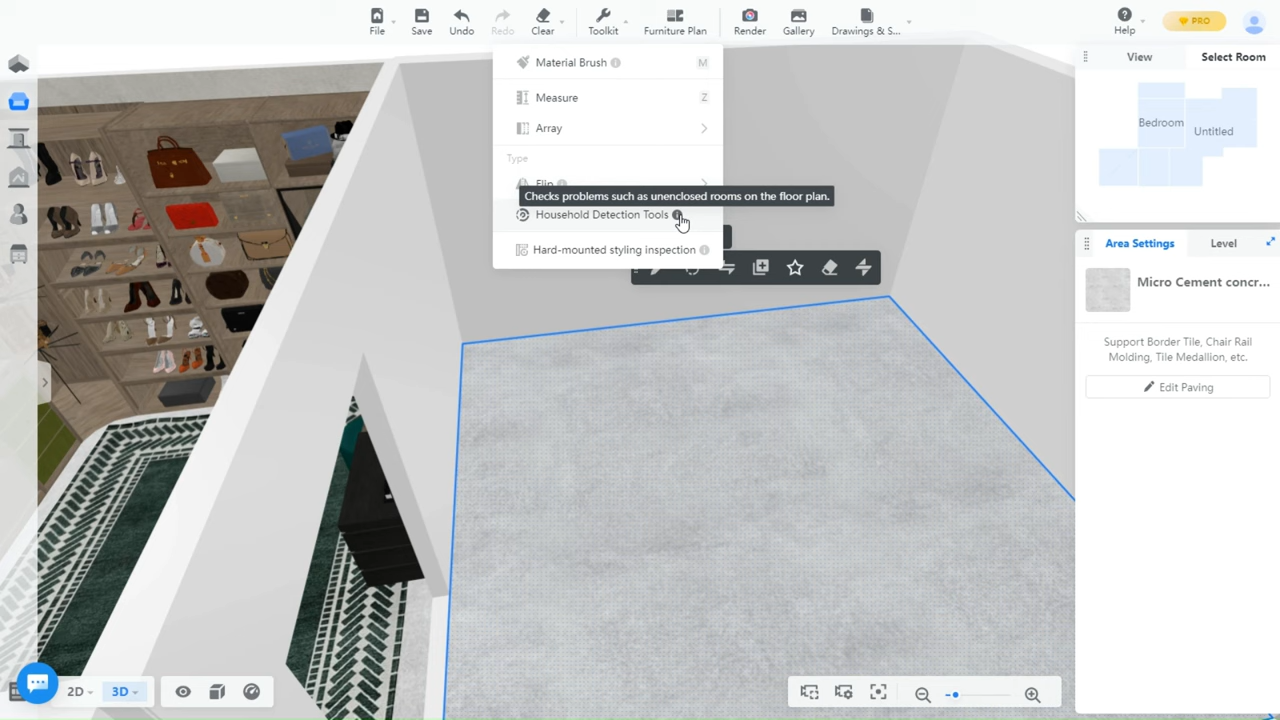 File
Save
Undo
Redo
Clear
Toolkit
Furniture Plan
Render
Gallery
Drawings & S...
Help
PRO
Material Brush
M
Measure
Z
Array
Type
Flip
Checks problems such as unenclosed rooms on the floor plan.
Household Detection Tools
Hard-mounted styling inspection
View
Select Room
Bedroom
Untitled
Area Settings
Level
Micro Cement concr...
Support Border Tile, Chair Rail
Molding, Tile Medallion, etc.
Edit Paving
2D
3D